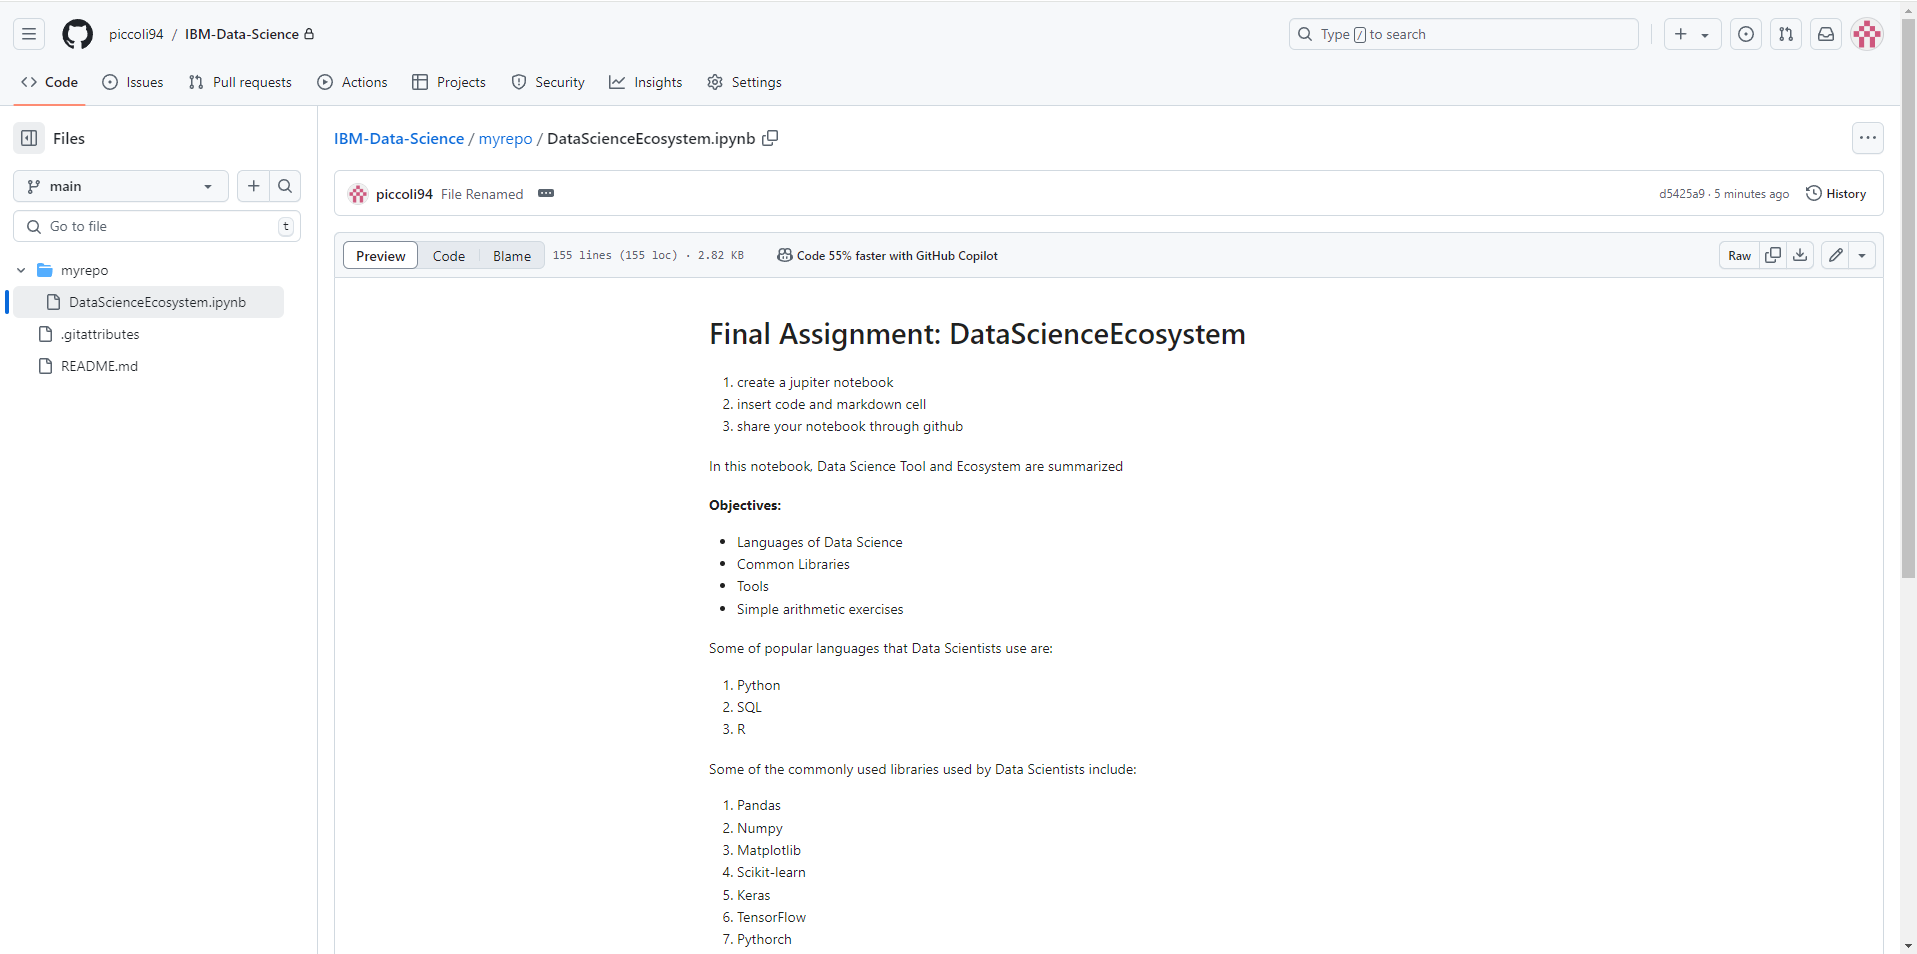 piccoli94 / IBM-Data-Science
Type / to search
Code Issues Pull requests Actions Projects Security Insights Settings
Files
main
Go to file t
myrepo
DataScienceEcosystem.ipynb
.gitattributes
README.md
IBM-Data-Science / myrepo / DataScienceEcosystem.ipynb
piccoli94 File Renamed
d5425a9 · 5 minutes ago History
Preview Code Blame 155 lines (155 loc) · 2.82 KB Code 55% faster with GitHub Copilot Raw
Final Assignment: DataScienceEcosystem
1. create a jupiter notebook
2. insert code and markdown cell
3. share your notebook through github
In this notebook, Data Science Tool and Ecosystem are summarized
Objectives:
• Languages of Data Science
• Common Libraries
• Tools
• Simple arithmetic exercises
Some of popular languages that Data Scientists use are:
1. Python
2. SQL
3. R
Some of the commonly used libraries used by Data Scientists include:
1. Pandas
2. Numpy
3. Matplotlib
4. Scikit-learn
5. Keras
6. TensorFlow
7. Pythorch